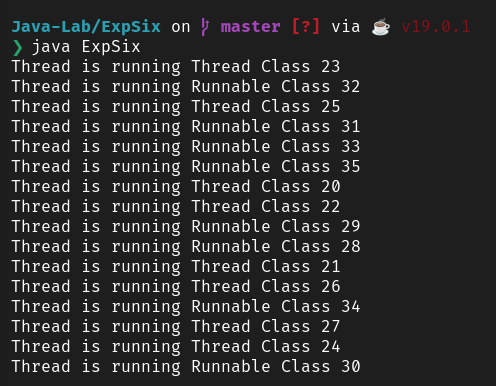 Java-Lab/ExpSix on master [?] via ☕ v19.0.1
❯ java ExpSix
Thread is running Thread Class 23
Thread is running Runnable Class 32
Thread is running Thread Class 25
Thread is running Runnable Class 31
Thread is running Runnable Class 33
Thread is running Runnable Class 35
Thread is running Thread Class 20
Thread is running Thread Class 22
Thread is running Runnable Class 29
Thread is running Runnable Class 28
Thread is running Thread Class 21
Thread is running Thread Class 26
Thread is running Runnable Class 34
Thread is running Thread Class 27
Thread is running Thread Class 24
Thread is running Runnable Class 30